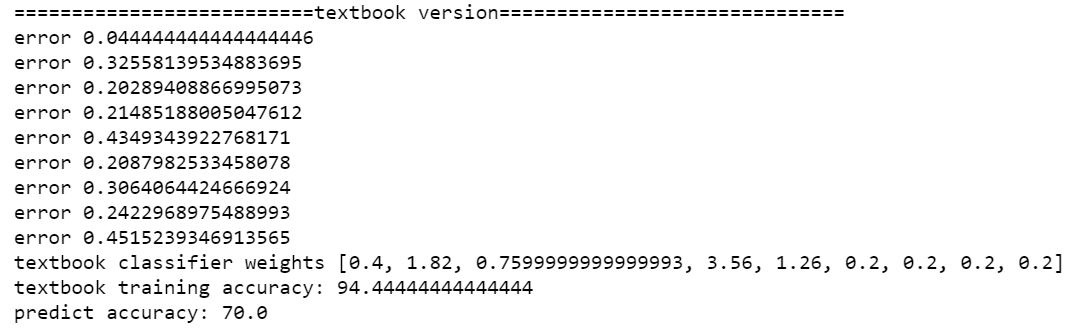 ==========================textbook version==============================
error 0.044444444444444446
error 0.32558139534883695
error 0.20289408866995073
error 0.21485188005047612
error 0.4349343922768171
error 0.2087982533458078
error 0.3064064424666924
error 0.2422968975488993
error 0.4515239346913565
textbook classifier weights [0.4, 1.82, 0.7599999999999993, 3.56, 1.26, 0.2, 0.2, 0.2, 0.2]
textbook training accuracy: 94.44444444444444
predict accuracy: 70.0